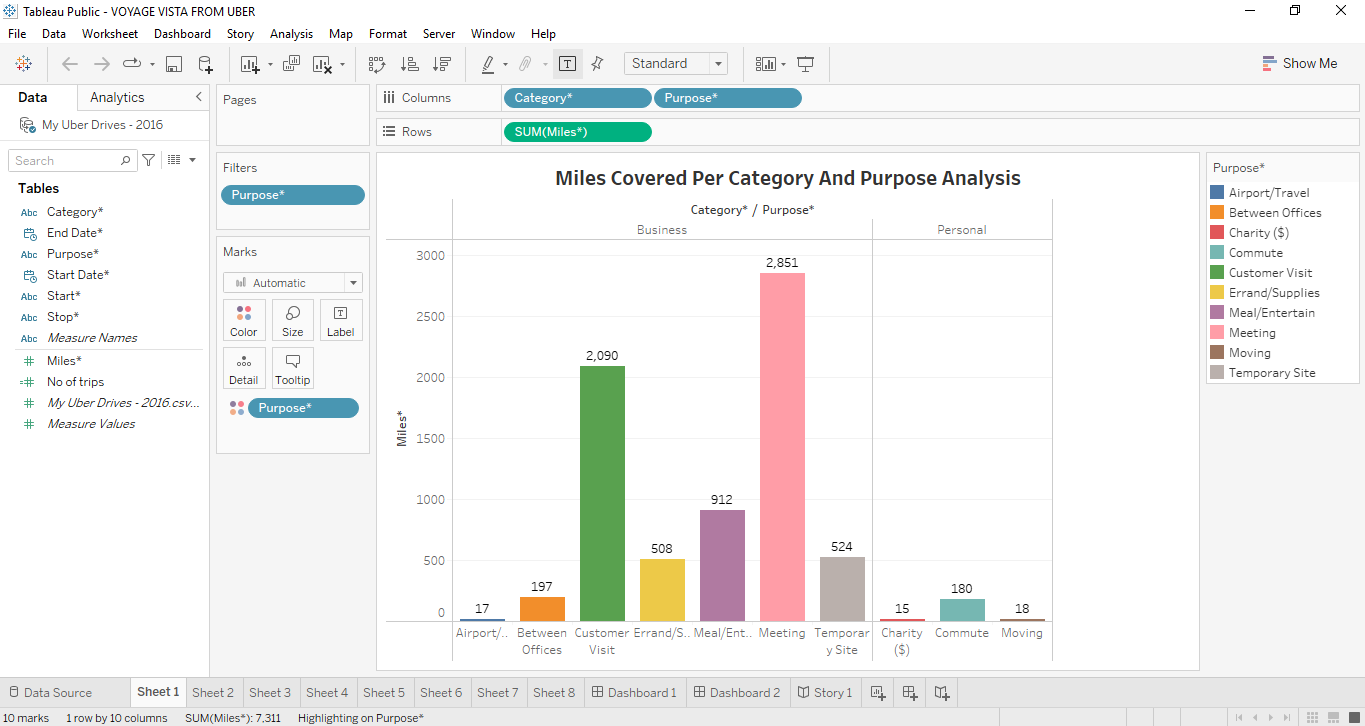 Tableau Public - VOYAGE VISTA FROM UBER
File Data Worksheet Dashboard Story Analysis Map Format Server Window Help
Standard
Show Me
Data Analytics
My Uber Drives - 2016
Search
Tables
Abc Category*
End Date*
Abc Purpose*
Start Date*
Abc Start*
Abc Stop*
Abc Measure Names
# Miles*
=# No of trips
# My Uber Drives - 2016.csv...
# Measure Values
Pages
Filters
Purpose*
Marks
Automatic
Color Size Label
Detail Tooltip
Purpose*
Columns Category* Purpose*
Rows SUM(Miles*)
Miles Covered Per Category And Purpose Analysis
Category* / Purpose*
Business Personal
3000
2500
2000
1500
1000
500
0
Miles*
17
197
2,090
508
912
2,851
524
15
180
18
Airport/..
Between
Offices
Customer
Visit
Errand/S..
Meal/Ent..
Meeting
Temporar
y Site
Charity
($)
Commute
Moving
Purpose*
Airport/Travel
Between Offices
Charity ($)
Commute
Customer Visit
Errand/Supplies
Meal/Entertain
Meeting
Moving
Temporary Site
Data Source Sheet 1 Sheet 2 Sheet 3 Sheet 4 Sheet 5 Sheet 6 Sheet 7 Sheet 8 Dashboard 1 Dashboard 2 Story 1
10 marks 1 row by 10 columns SUM(Miles*): 7,311 Highlighting on Purpose*